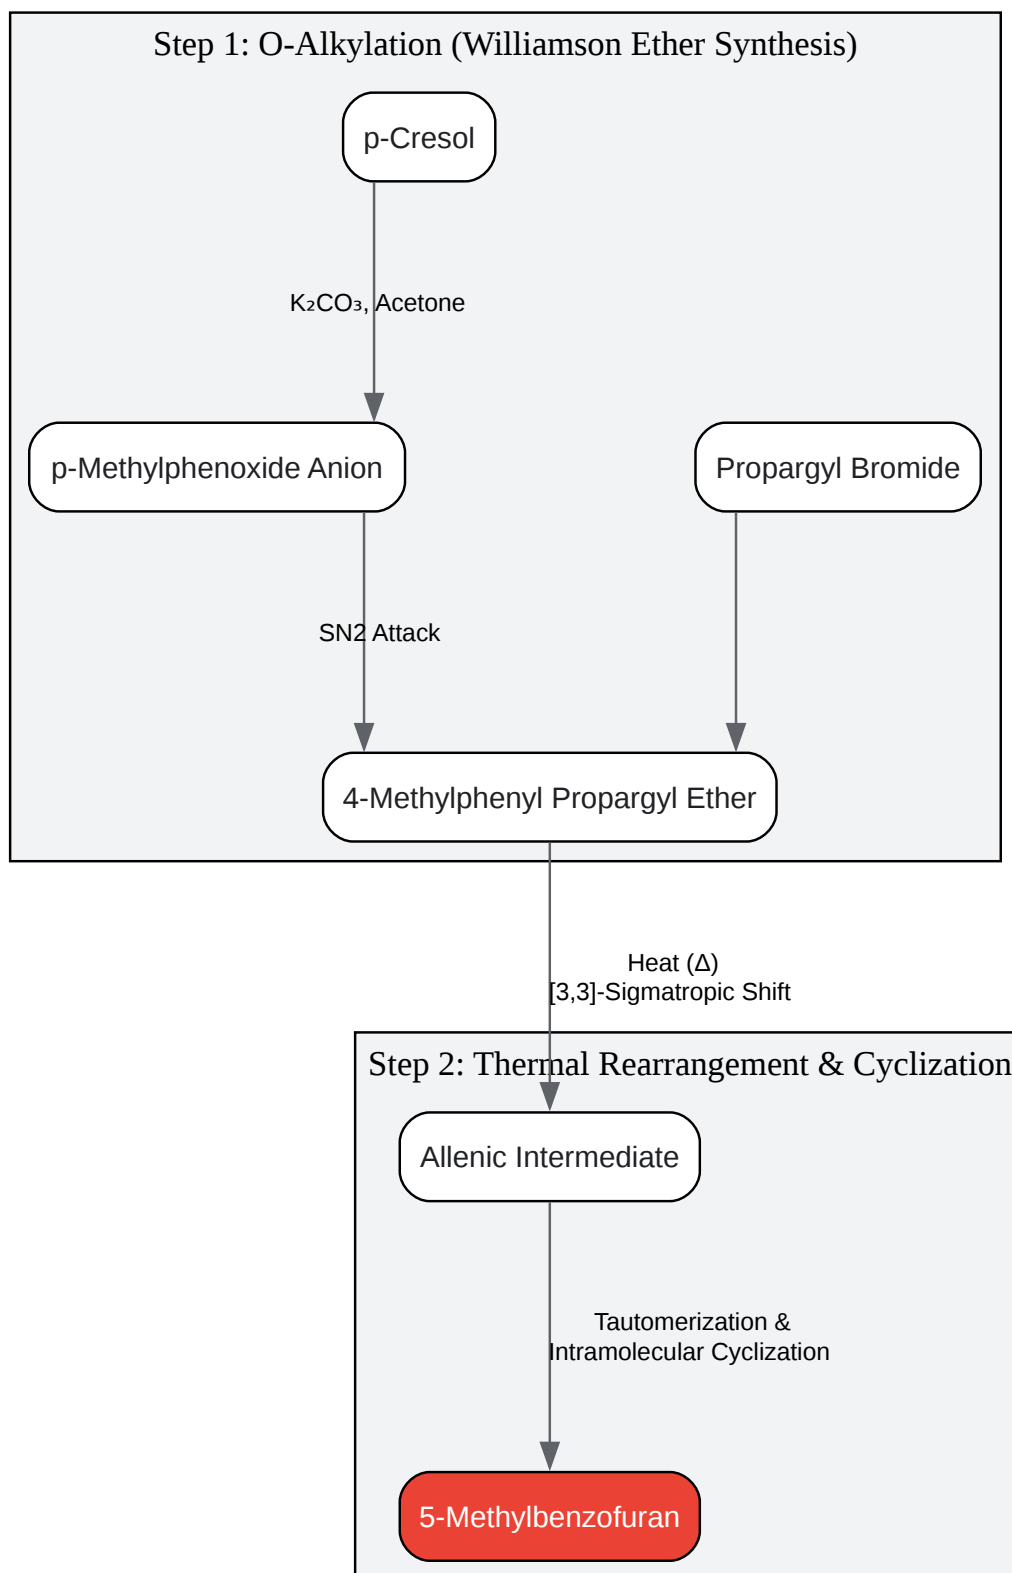 Step 1: O-Alkylation (Williamson Ether Synthesis)
p-Cresol
K₂CO₃, Acetone
p-Methylphenoxide Anion
Propargyl Bromide
SN2 Attack
4-Methylphenyl Propargyl Ether
Heat (Δ)
[3,3]-Sigmatropic Shift
Step 2: Thermal Rearrangement & Cyclization
Allenic Intermediate
Tautomerization &
Intramolecular Cyclization
5-Methylbenzofuran